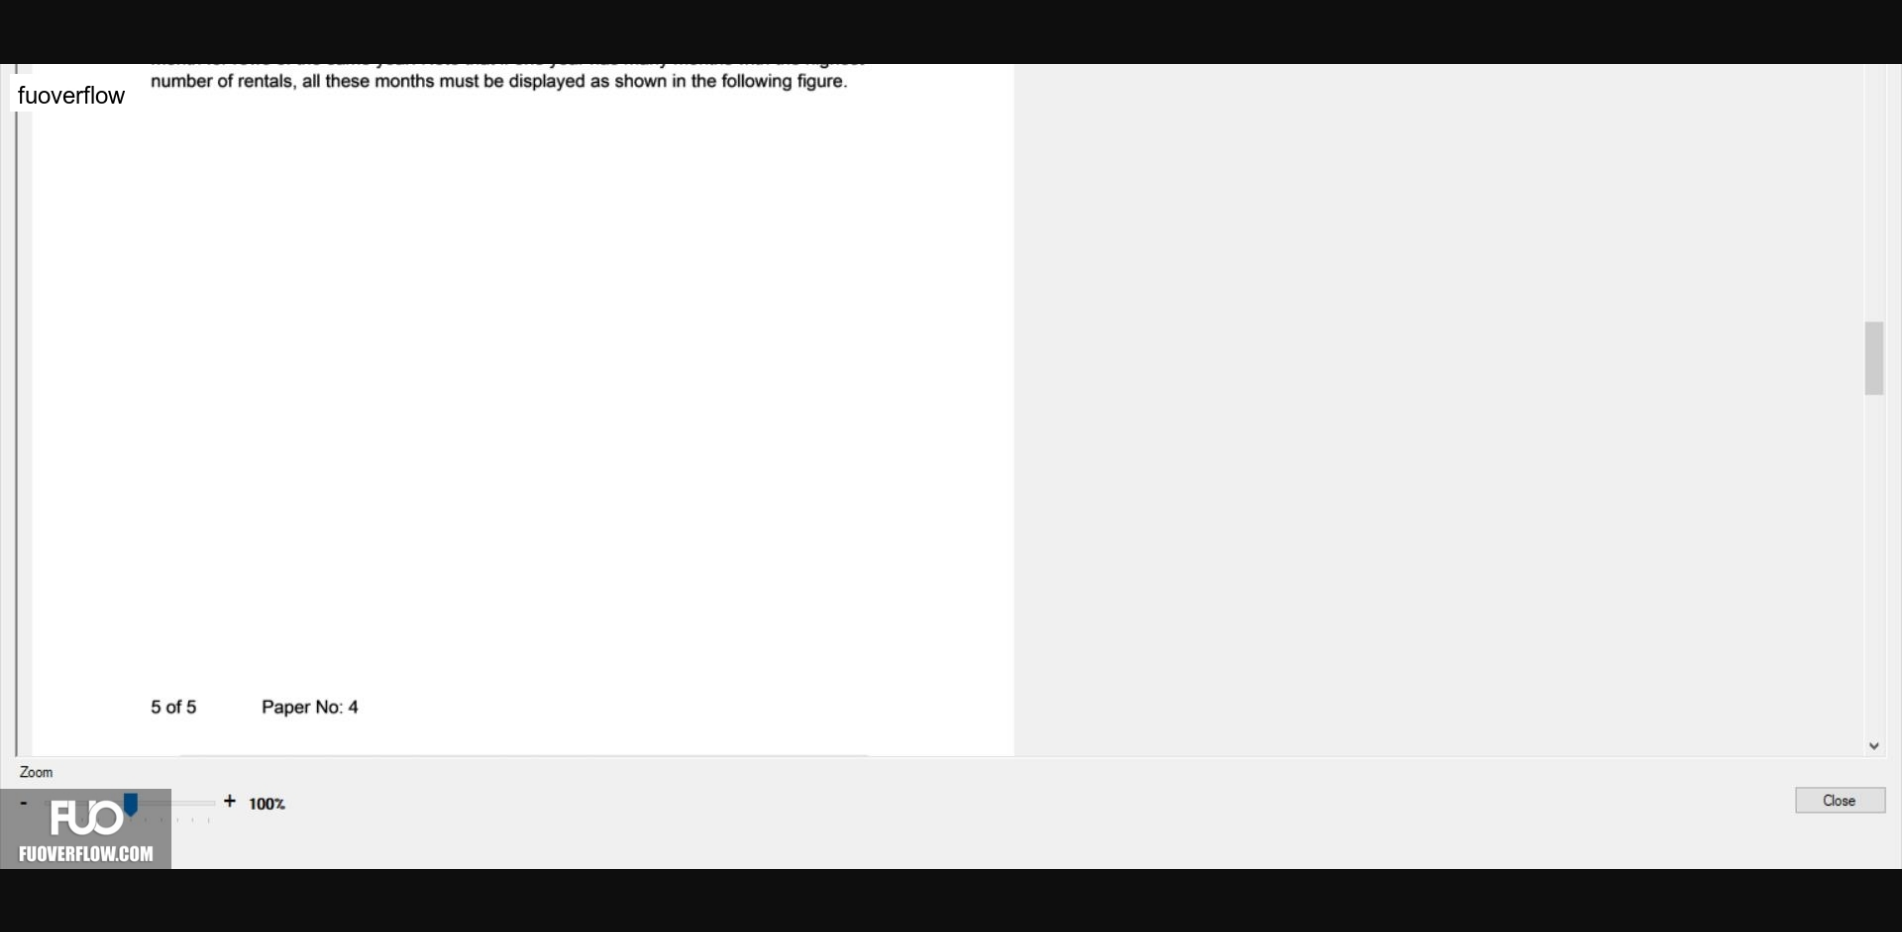 number of rentals, all these months must be displayed as shown in the following figure.
fuoverflow
5 of 5 Paper No: 4
Zoom
- + 100%
Close
FUO
FUOVERFLOW.COM